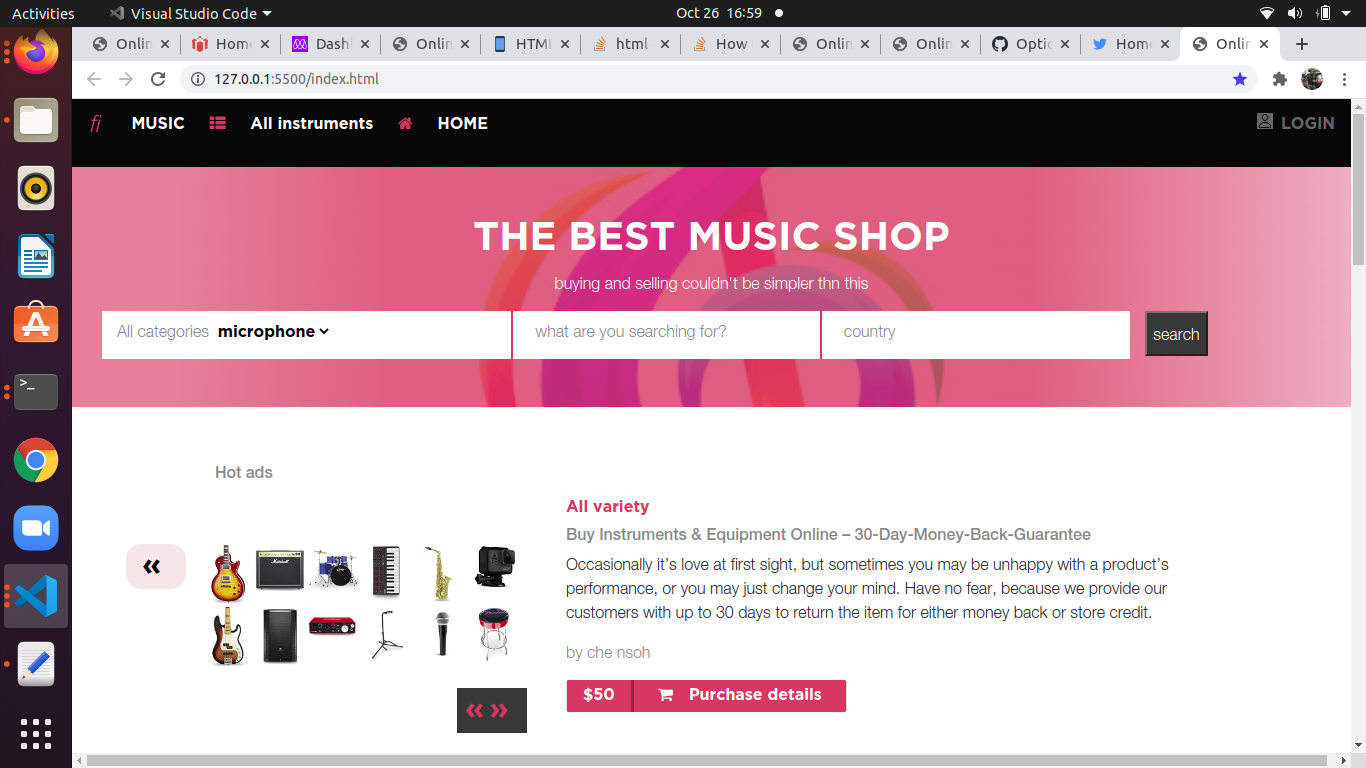 Activities Visual Studio Code Oct 26 16:59
Onlin Home Dash Onlin HTML html How Onlin Onlin Optic Home Onlin
127.0.0.1:5500/index.html
fi MUSIC All instruments HOME LOGIN
THE BEST MUSIC SHOP
buying and selling couldn't be simpler thn this
All categories microphone what are you searching for? country search
Hot ads
All variety
Buy Instruments & Equipment Online – 30-Day-Money-Back-Guarantee
Occasionally it's love at first sight, but sometimes you may be unhappy with a product's
performance, or you may just change your mind. Have no fear, because we provide our
customers with up to 30 days to return the item for either money back or store credit.
by che nsoh
$50 Purchase details